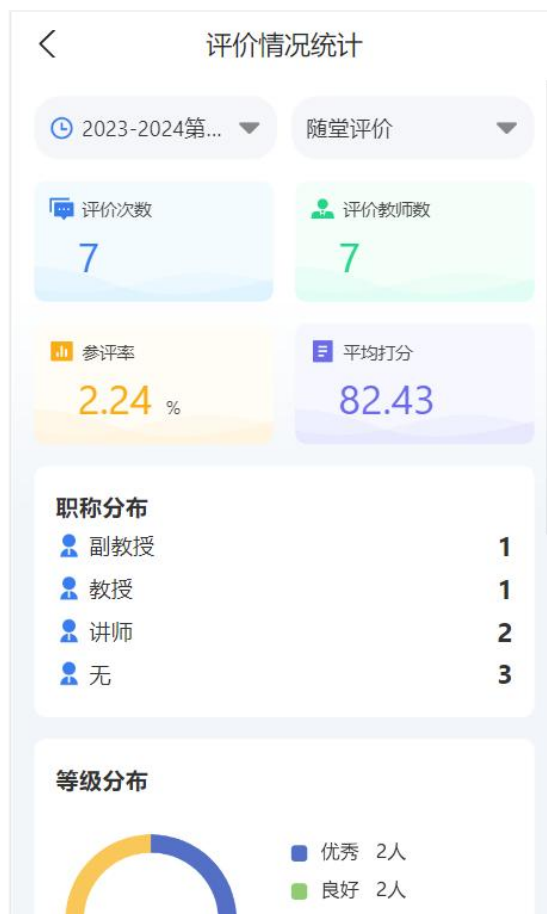 评价情况统计
2023-2024第... 随堂评价
评价次数 评价教师数
7 7
参评率 平均打分
2.24 % 82.43
职称分布
副教授 1
教授 1
讲师 2
无 3
等级分布
优秀 2人
良好 2人